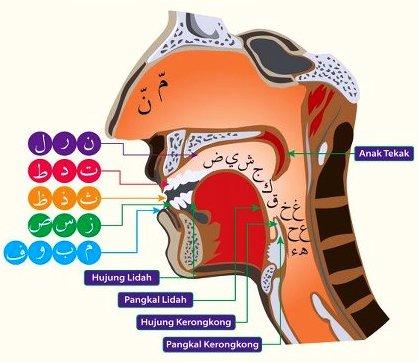 مّ نّ
ن ر ل
ت د ط
ث ذ ظ
ز س ص
م ب و ف
ج ش ي ض
ك
ق
غ خ
ع ح
ء ه
Anak Tekak
Hujung Lidah
Pangkal Lidah
Hujung Kerongkong
Pangkal Kerongkong